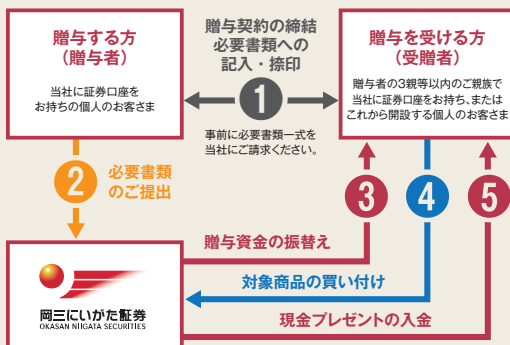 贈与する方
（贈与者）
当社に証券口座を
お持ちの個人のお客さま
贈与契約の締結
必要書類への
記入・捺印
1
事前に必要書類一式を
当社にご請求ください。
贈与を受ける方
（受贈者）
贈与者の3親等以内のご親族で
当社に証券口座をお持ち、または
これから開設する個人のお客さま
2
必要書類
のご提出
3
4
5
贈与資金の振替え
対象商品の買い付け
現金プレゼントの入金
岡三にいがた証券
OKASAN NIIGATA SECURITIES